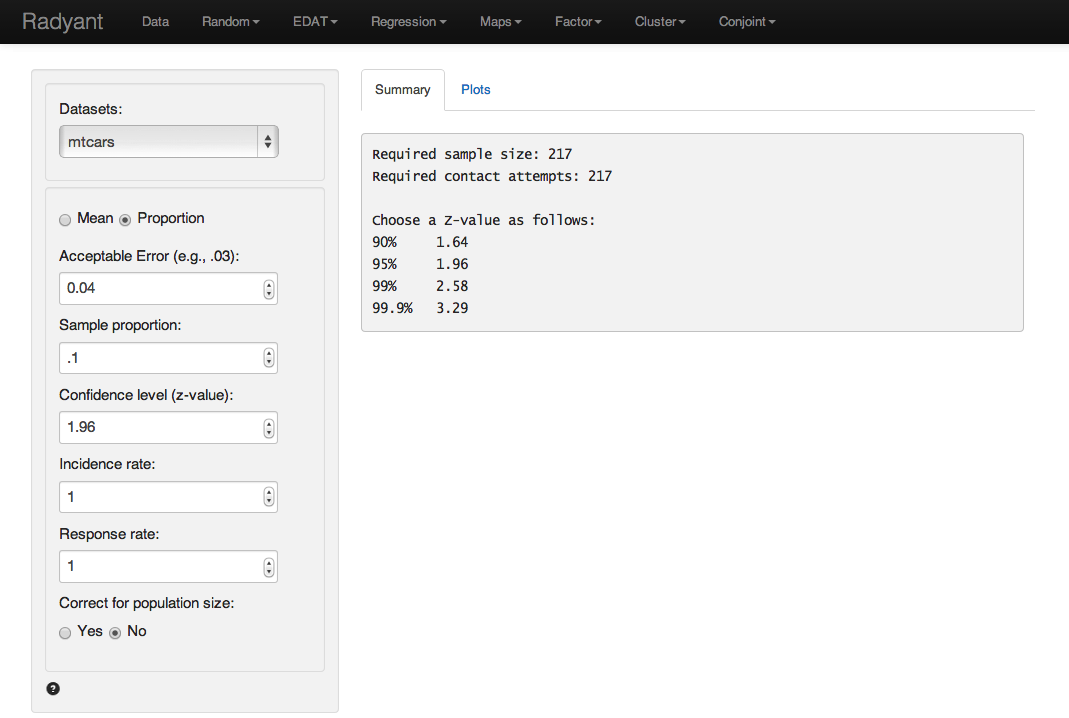 Radyant Data Random EDAT Regression Maps Factor Cluster Conjoint
Datasets:
mtcars
Mean Proportion
Acceptable Error (e.g., .03):
0.04
Sample proportion:
.1
Confidence level (z-value):
1.96
Incidence rate:
1
Response rate:
1
Correct for population size:
Yes No
?
Summary Plots
Required sample size: 217
Required contact attempts: 217
Choose a Z-value as follows:
90% 1.64
95% 1.96
99% 2.58
99.9% 3.29